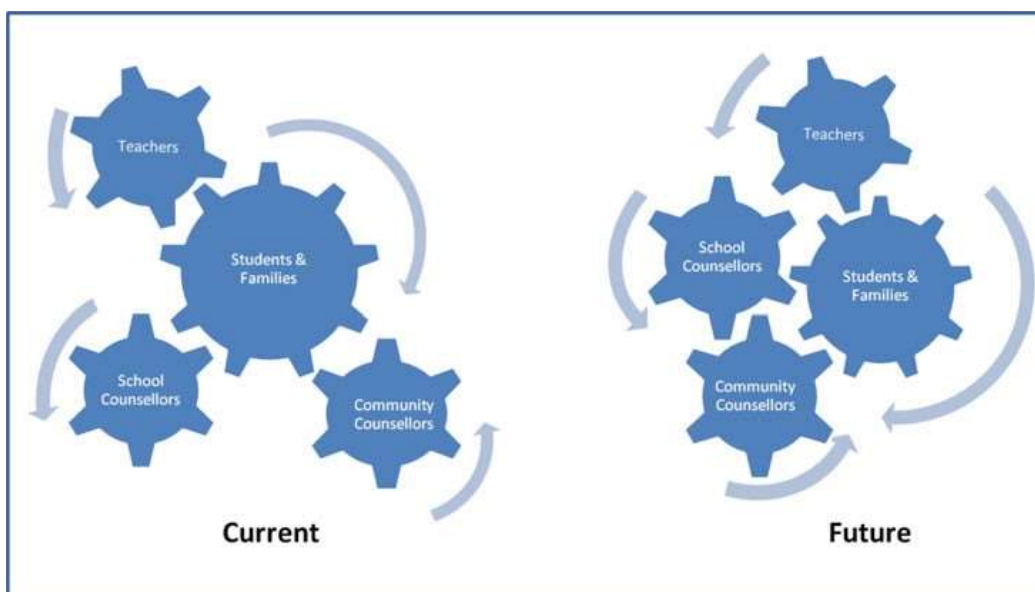 Teachers
Students &
Families
School
Counsellors
Community
Counsellors
Current
Teachers
School
Counsellors
Students &
Families
Community
Counsellors
Future